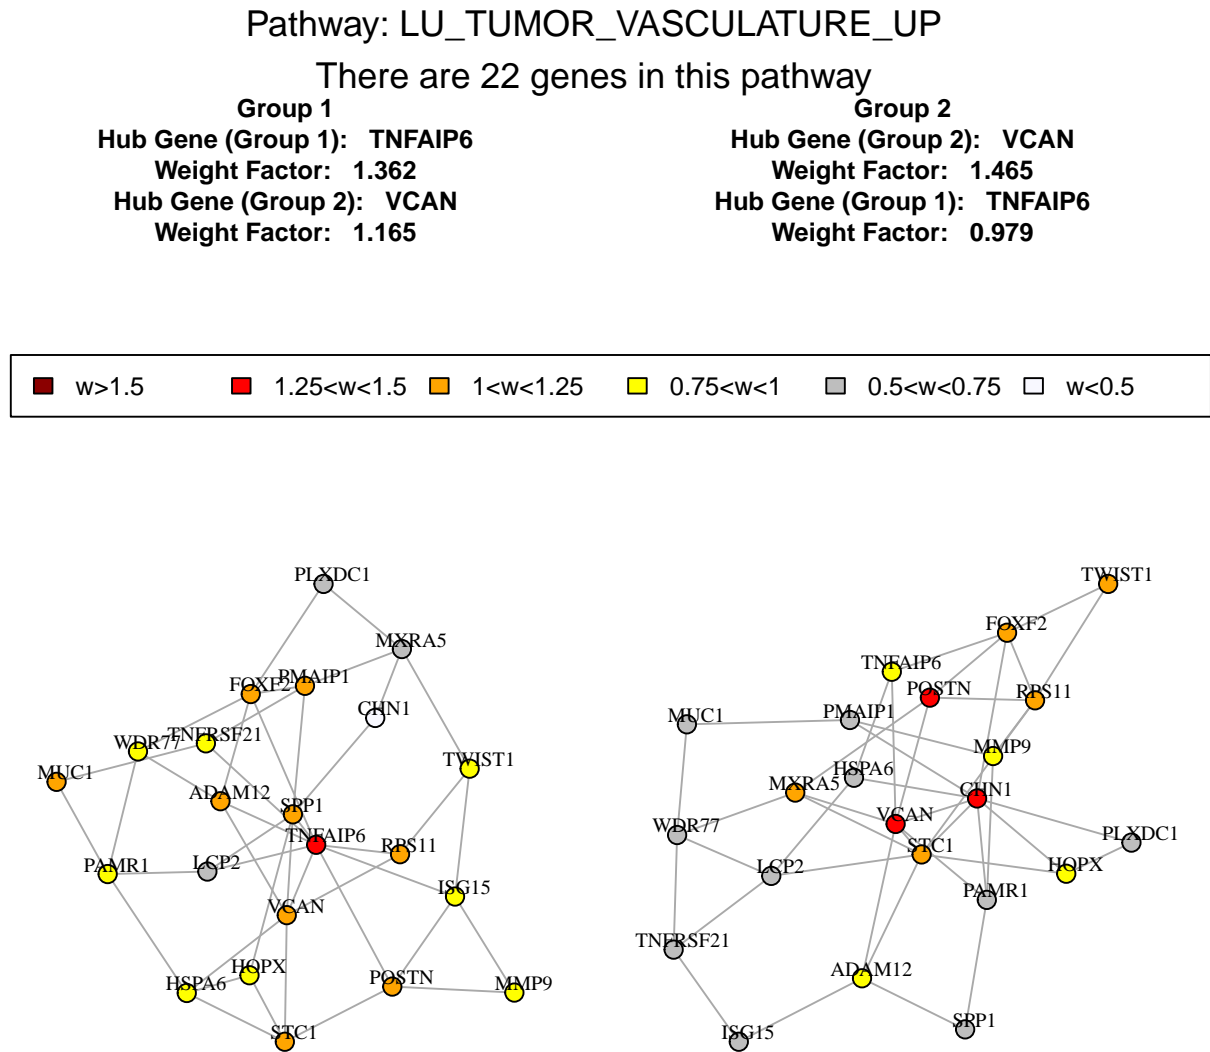 Pathway: LU_TUMOR_VASCULATURE_UP
There are 22 genes in this pathway
Group 1
Hub Gene (Group 1): TNFAIP6
Weight Factor: 1.362
Hub Gene (Group 2): VCAN
Weight Factor: 1.165
Group 2
Hub Gene (Group 2): VCAN
Weight Factor: 1.465
Hub Gene (Group 1): TNFAIP6
Weight Factor: 0.979
w>1.5
1.25<w<1.5
1<w<1.25
0.75<w<1
0.5<w<0.75
w<0.5
PLXDC1
MXRA5
PMAIP1
FOXF2
CHN1
TNFRSF21
WDR77
TWIST1
MUC1
ADAM12
SPP1
TNFAIP6
RPS11
PAMR1
LCP2
ISG15
VCAN
HOPX
HSPA6
POSTN
MMP9
STC1
TWIST1
FOXF2
TNFAIP6
POSTN
RPS11
MUC1
PMAIP1
MMP9
HSPA6
MXRA5
CHN1
VCAN
WDR77
PLXDC1
STC1
LCP2
HOPX
PAMR1
TNFRSF21
ADAM12
SPP1
ISG15